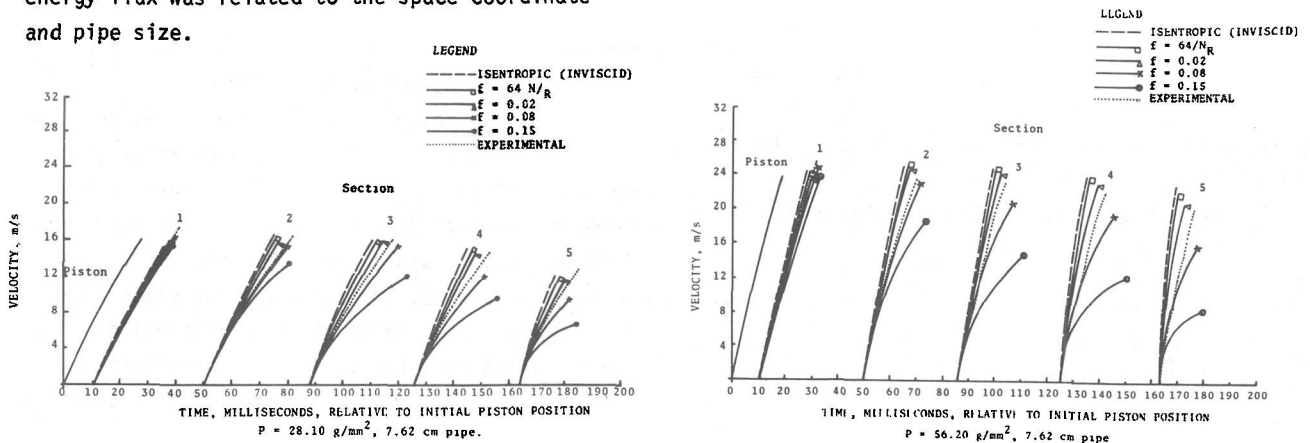 energy flux was related to the space coordinate
and pipe size.
LEGEND
ISENTROPIC (INVISCID)
f = 64 N/R
f = 0.02
f = 0.08
f = 0.15
EXPERIMENTAL
Section
Piston
1
2
3
4
5
VELOCITY, m/s
32
28
24
20
16
12
8
4
0 10 20 30 40 50 60 70 80 90 100 110 120 130 140 150 160 170 180 190 200
TIME, MILLISECONDS, RELATIVE TO INITIAL PISTON POSITION
P = 28.10 g/mm², 7.62 cm pipe.
LEGEND
ISENTROPIC (INVISCID)
f = 64/NR
f = 0.02
f = 0.08
f = 0.15
EXPERIMENTAL
Section
Piston
1
2
3
4
5
VELOCITY, m/s
32
28
24
20
16
12
8
4
0 10 20 30 40 50 60 70 80 90 100 110 120 130 140 150 160 170 180 190 200
TIME, MILLISECONDS, RELATIVE TO INITIAL PISTON POSITION
P = 56.20 g/mm², 7.62 cm pipe